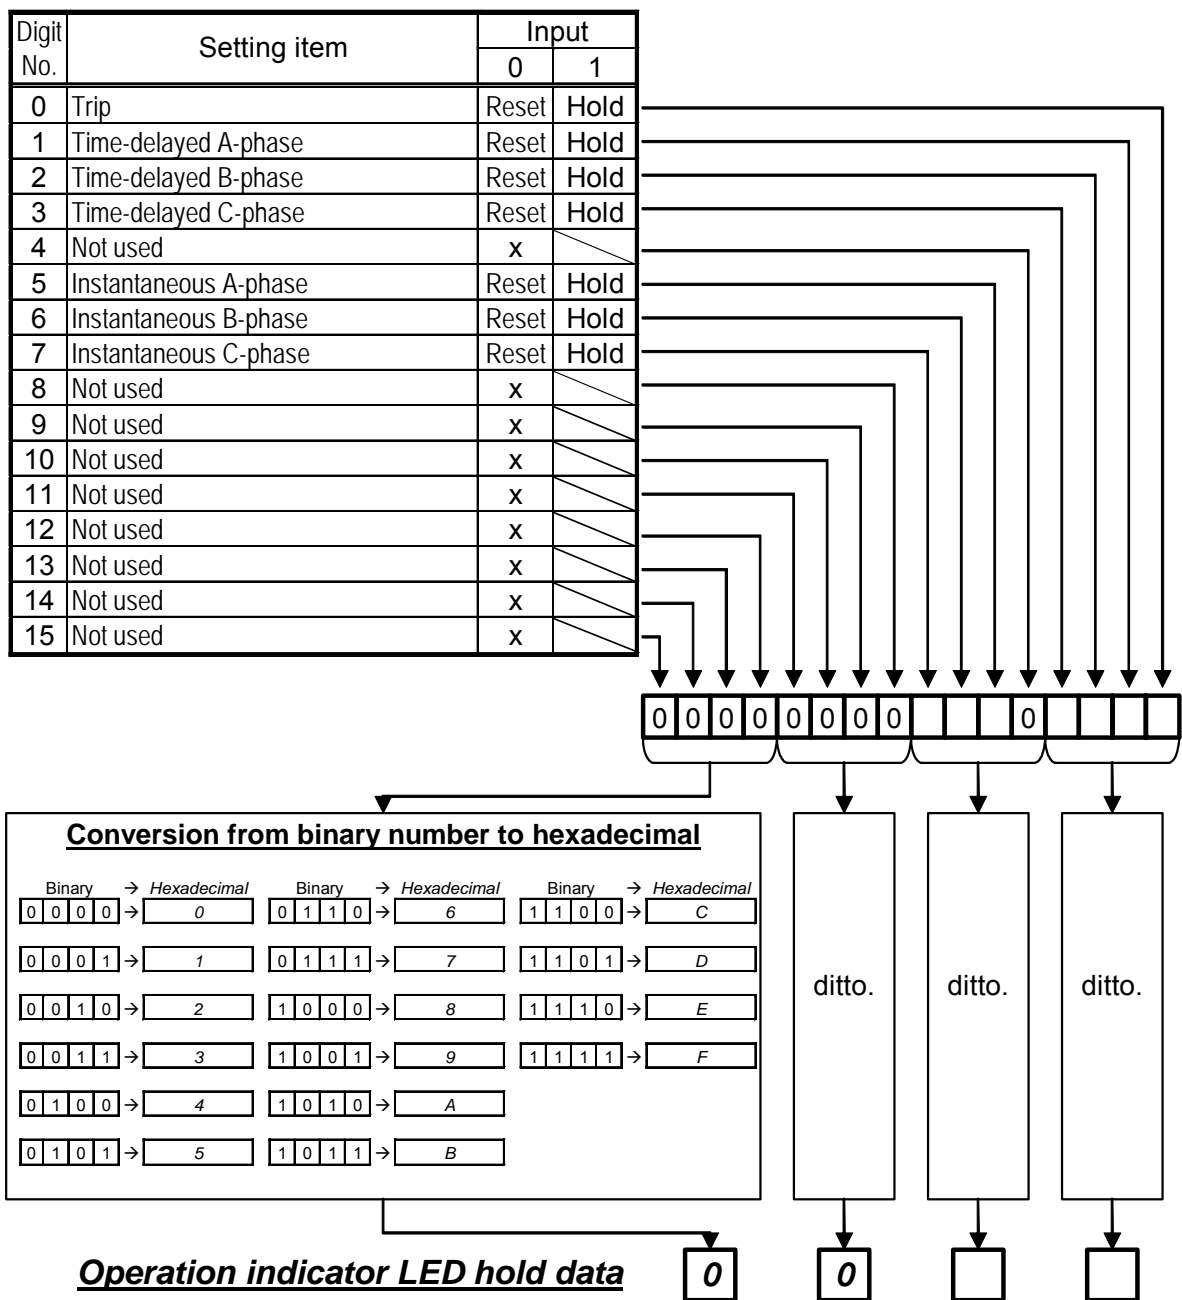 Digit No. Setting item Input
0 1
0 Trip Reset Hold
1 Time-delayed A-phase Reset Hold
2 Time-delayed B-phase Reset Hold
3 Time-delayed C-phase Reset Hold
4 Not used x
5 Instantaneous A-phase Reset Hold
6 Instantaneous B-phase Reset Hold
7 Instantaneous C-phase Reset Hold
8 Not used x
9 Not used x
10 Not used x
11 Not used x
12 Not used x
13 Not used x
14 Not used x
15 Not used x
0 0 0 0 0 0 0 0 0
Conversion from binary number to hexadecimal
Binary → Hexadecimal Binary → Hexadecimal Binary → Hexadecimal
0 0 0 0 → 0 0 1 1 0 → 6 1 1 0 0 → C
0 0 0 1 → 1 0 1 1 1 → 7 1 1 0 1 → D
0 0 1 0 → 2 1 0 0 0 → 8 1 1 1 0 → E
0 0 1 1 → 3 1 0 0 1 → 9 1 1 1 1 → F
0 1 0 0 → 4 1 0 1 0 → A
0 1 0 1 → 5 1 0 1 1 → B
ditto. ditto. ditto.
Operation indicator LED hold data 0 0